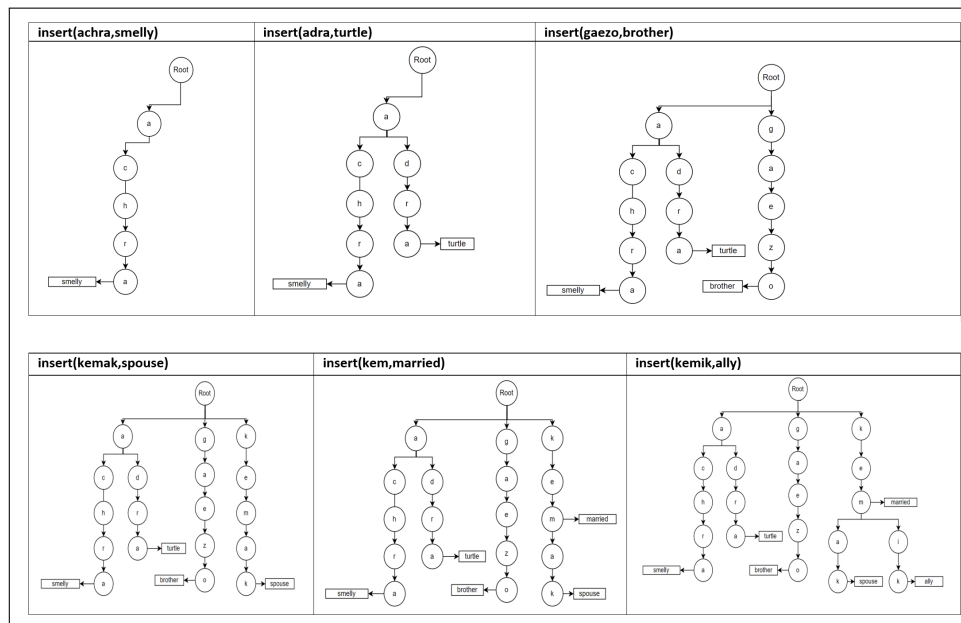 insert(achra,smelly)
insert(adra,turtle)
insert(gaezo,brother)
Root
a
c
h
r
a
smelly
Root
a
c
d
h
r
r
a
turtle
smelly
a
Root
a
g
c
d
a
h
r
e
r
a
turtle
z
smelly
a
brother
o
insert(kemak,spouse)
insert(kem,married)
insert(kemik,ally)
Root
a
g
k
c
d
a
e
h
r
e
m
r
a
turtle
z
a
smelly
a
brother
o
k
spouse
Root
a
g
k
c
d
a
e
h
r
e
m
married
r
a
turtle
z
a
smelly
a
brother
o
k
spouse
Root
a
g
k
c
d
a
e
h
r
e
m
married
r
a
turtle
z
a
i
smelly
a
brother
o
k
spouse
k
ally